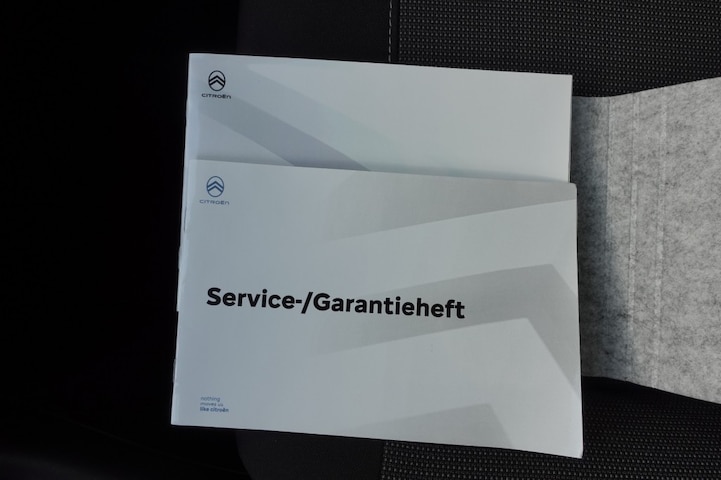 CITROËN
CITROËN
Service-/Garantieheft
nothing
moves us
like citroën